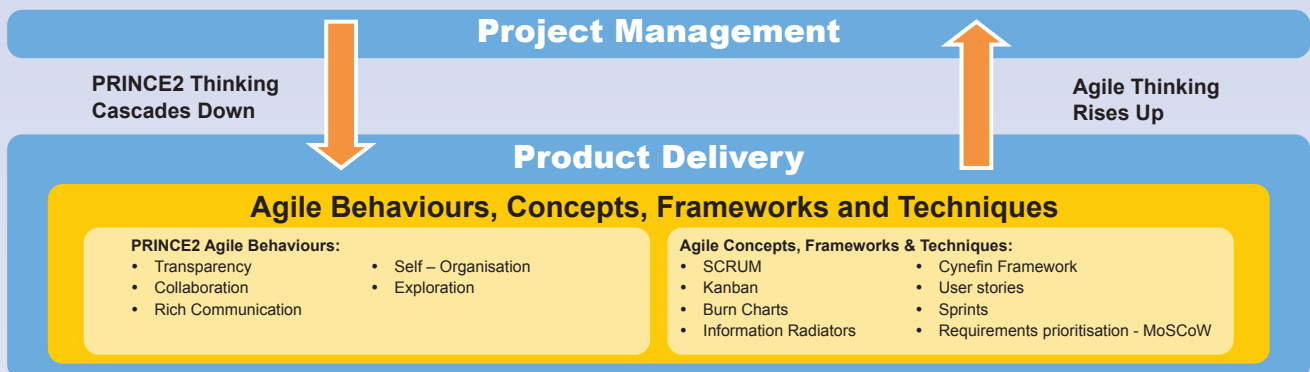 Project Management
PRINCE2 Thinking
Cascades Down
Agile Thinking
Rises Up
Product Delivery
Agile Behaviours, Concepts, Frameworks and Techniques
PRINCE2 Agile Behaviours:
• Transparency
• Collaboration
• Rich Communication
• Self – Organisation
• Exploration
Agile Concepts, Frameworks & Techniques:
• SCRUM
• Kanban
• Burn Charts
• Information Radiators
• Cynefin Framework
• User stories
• Sprints
• Requirements prioritisation - MoSCoW